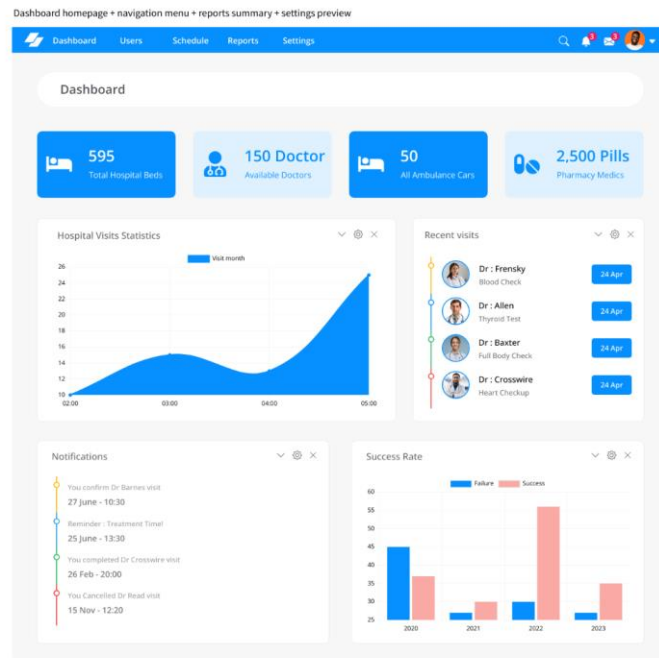 Dashboard homepage + navigation menu + reports summary + settings preview
Dashboard Users Schedule Reports Settings
3 3
Dashboard
595
Total Hospital Beds
150 Doctor
Available Doctors
50
All Ambulance Cars
2,500 Pills
Pharmacy Medics
Hospital Visits Statistics
Visit month
26
24
22
20
18
16
14
12
10
02:00 03:00 04:00 05:00
Recent visits
Dr : Frensky
Blood Check
24 Apr
Dr : Allen
Thyroid Test
24 Apr
Dr : Baxter
Full Body Check
24 Apr
Dr : Crosswire
Heart Checkup
24 Apr
Notifications
You confirm Dr Barnes visit
27 June - 10:30
Reminder : Treatment Time!
25 June - 13:30
You completed Dr Crosswire visit
26 Feb - 20:00
You Cancelled Dr Read visit
15 Nov - 12:20
Success Rate
Failure Success
60
55
50
45
40
35
30
25
2020 2021 2022 2023